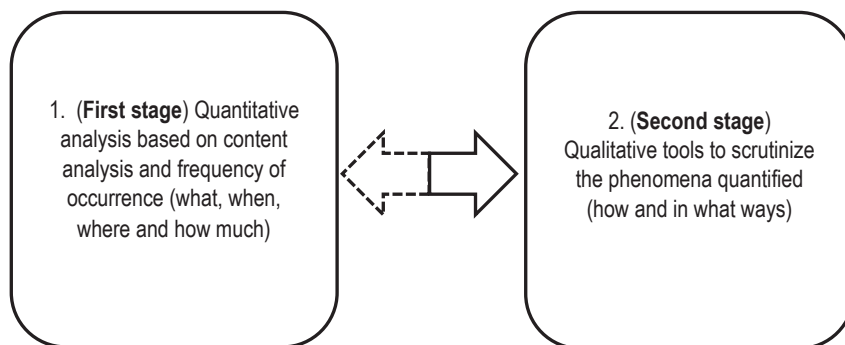 1. (First stage) Quantitative
analysis based on content
analysis and frequency of
occurrence (what, when,
where and how much)
2. (Second stage)
Qualitative tools to scrutinize
the phenomena quantified
(how and in what ways)